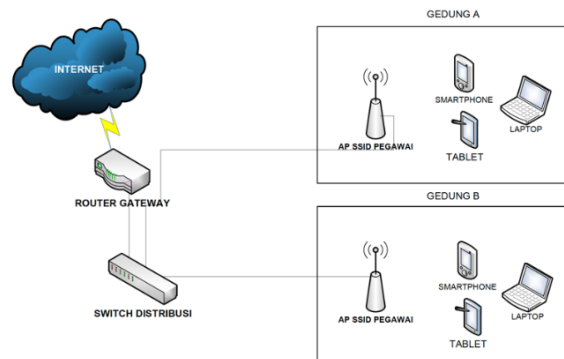 GEDUNG A
INTERNET
SMARTPHONE
LAPTOP
AP SSID PEGAWAI
TABLET
ROUTER GATEWAY
GEDUNG B
SMARTPHONE
LAPTOP
SWITCH DISTRIBUSI
AP SSID PEGAWAI
TABLET